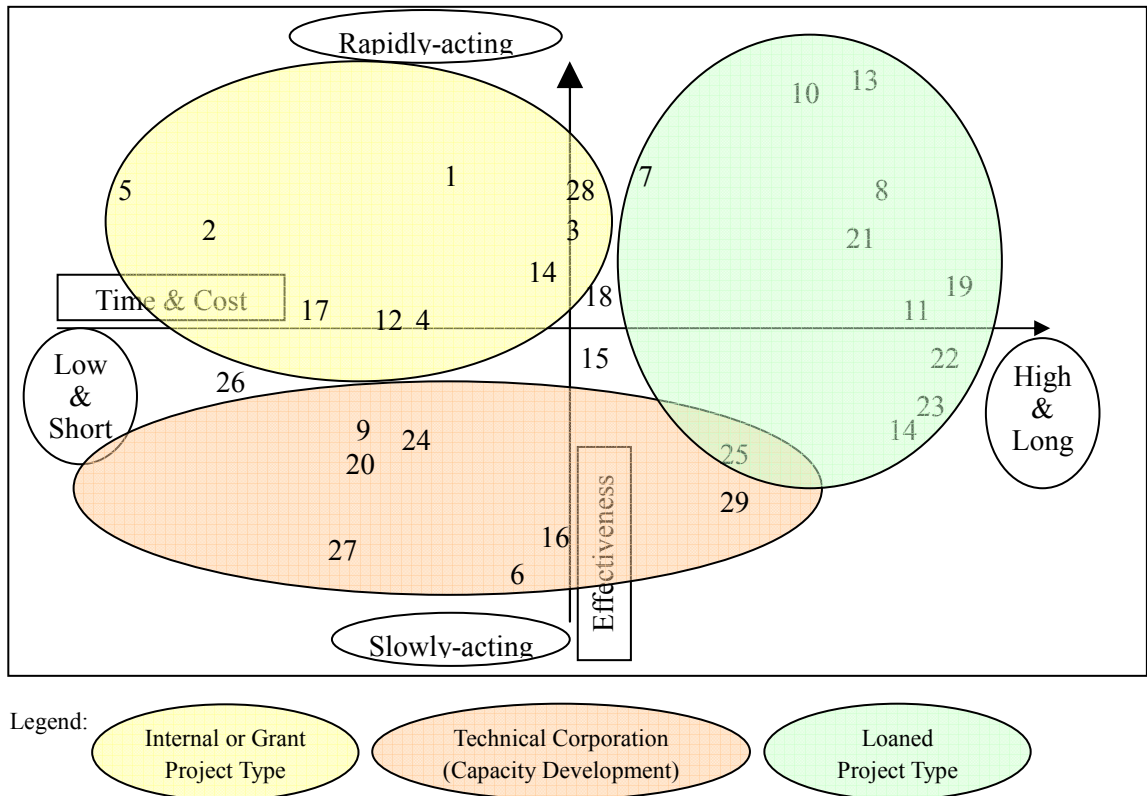 Rapidly-acting
13
10
1
7
5
28
8
2
3
21
14
19
Time & Cost
18
17
11
12
4
15
22
Low
&
Short
26
High
&
Long
23
9
14
24
25
20
29
16
27
6
Effectiveness
Slowly-acting
Legend:
Internal or Grant
Project Type
Technical Corporation
(Capacity Development)
Loaned
Project Type